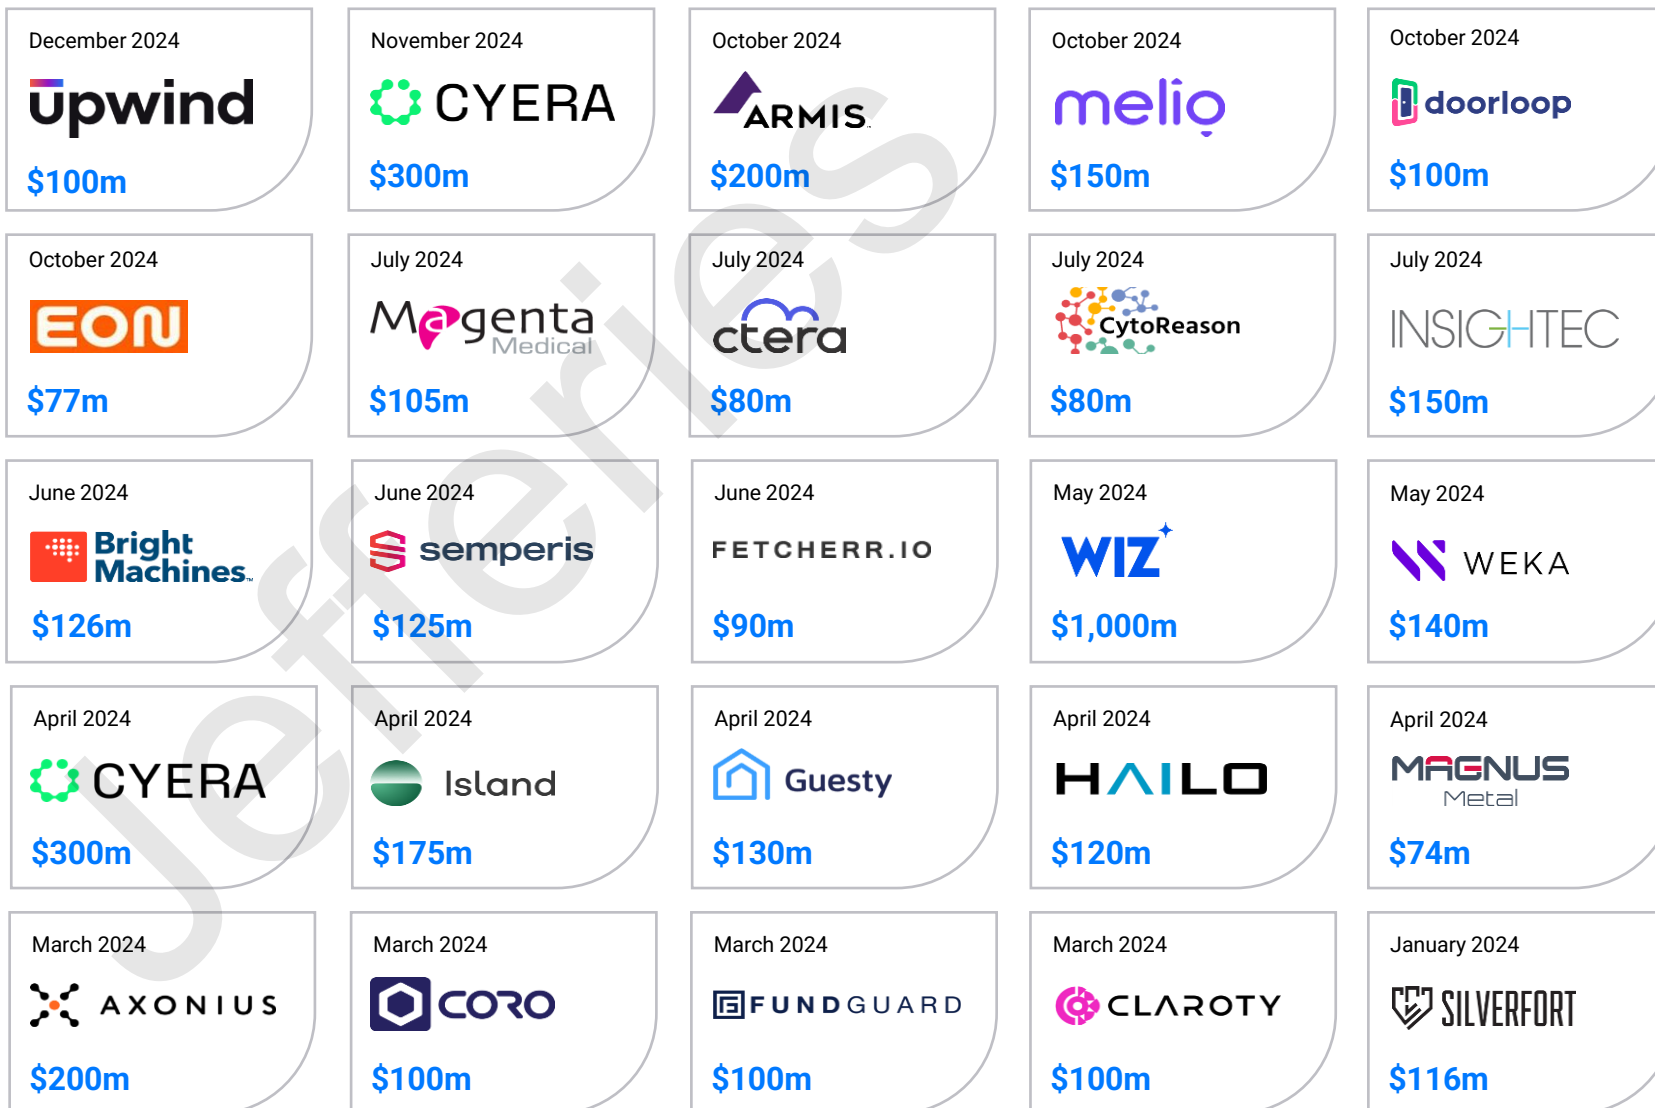 December 2024
upwind
$100m
November 2024
CYERA
$300m
October 2024
ARMIS
$200m
October 2024
melio
$150m
October 2024
doorloop
$100m
October 2024
EON
$77m
July 2024
Magenta
Medical
$105m
July 2024
ctera
$80m
July 2024
CytoReason
$80m
July 2024
INSIGHTEC
$150m
June 2024
Bright
Machines™
$126m
June 2024
semperis
$125m
June 2024
FETCHERR.IO
$90m
May 2024
WIZ
$1,000m
May 2024
WEKA
$140m
April 2024
CYERA
$300m
April 2024
Island
$175m
April 2024
Guesty
$130m
April 2024
HAILO
$120m
April 2024
MAGNUS
Metal
$74m
March 2024
AXONIUS
$200m
March 2024
CORO
$100m
March 2024
FUNDGUARD
$100m
March 2024
CLAROTY
$100m
January 2024
SILVERFORT
$116m
Jefferies